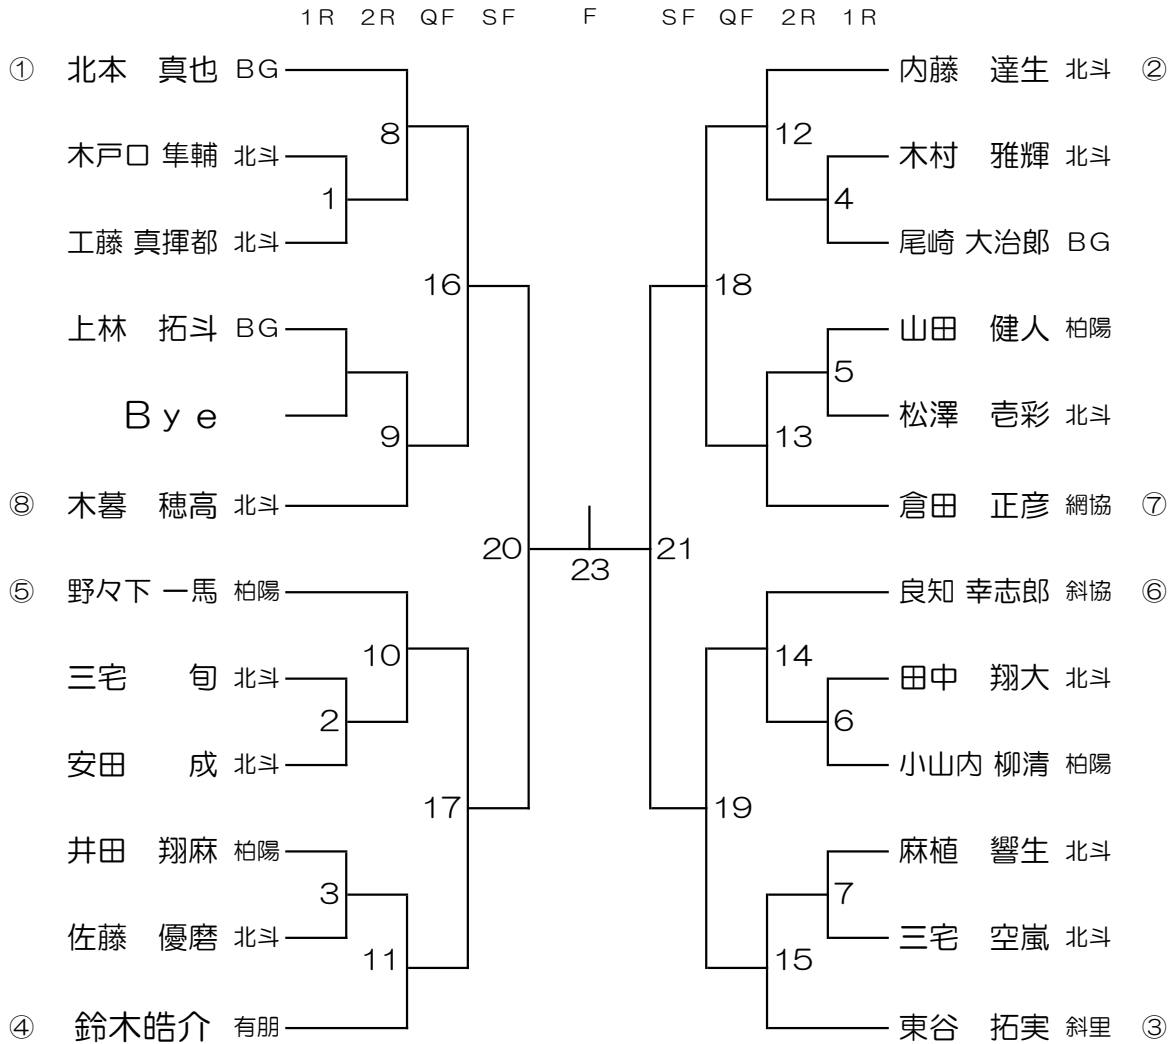 1R 2R QF SF F SF QF 2R 1R
① 北本 真也 BG 内藤 達生 北斗 ②
8 12
木戸口 隼輔 北斗 木村 雅輝 北斗
1 4
工藤 真揮都 北斗 尾崎 大治郎 BG
16 18
上林 拓斗 BG 山田 健人 柏陽
5
Bye 松澤 壱彩 北斗
9 13
⑧ 木暮 穂高 北斗 倉田 正彦 網協 ⑦
20 21
23
⑤ 野々下 一馬 柏陽 良知 幸志郎 斜協 ⑥
10 14
三宅 旬 北斗 田中 翔大 北斗
2 6
安田 成 北斗 小山内 柳清 柏陽
17 19
井田 翔麻 柏陽 麻植 響生 北斗
3 7
佐藤 優磨 北斗 三宅 空嵐 北斗
11 15
④ 鈴木皓介 有朋 東谷 拓実 斜里 ③